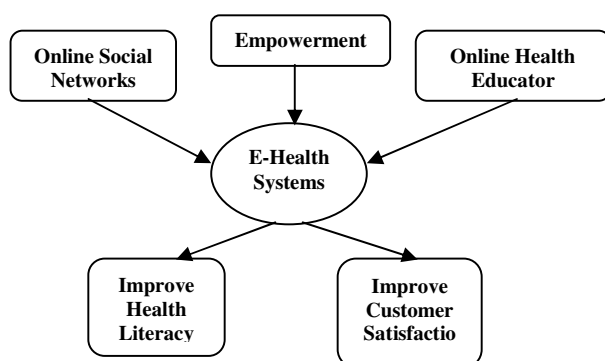 Online Social
Networks
Empowerment
Online Health
Educator
E-Health
Systems
Improve
Health
Literacy
Improve
Customer
Satisfactio